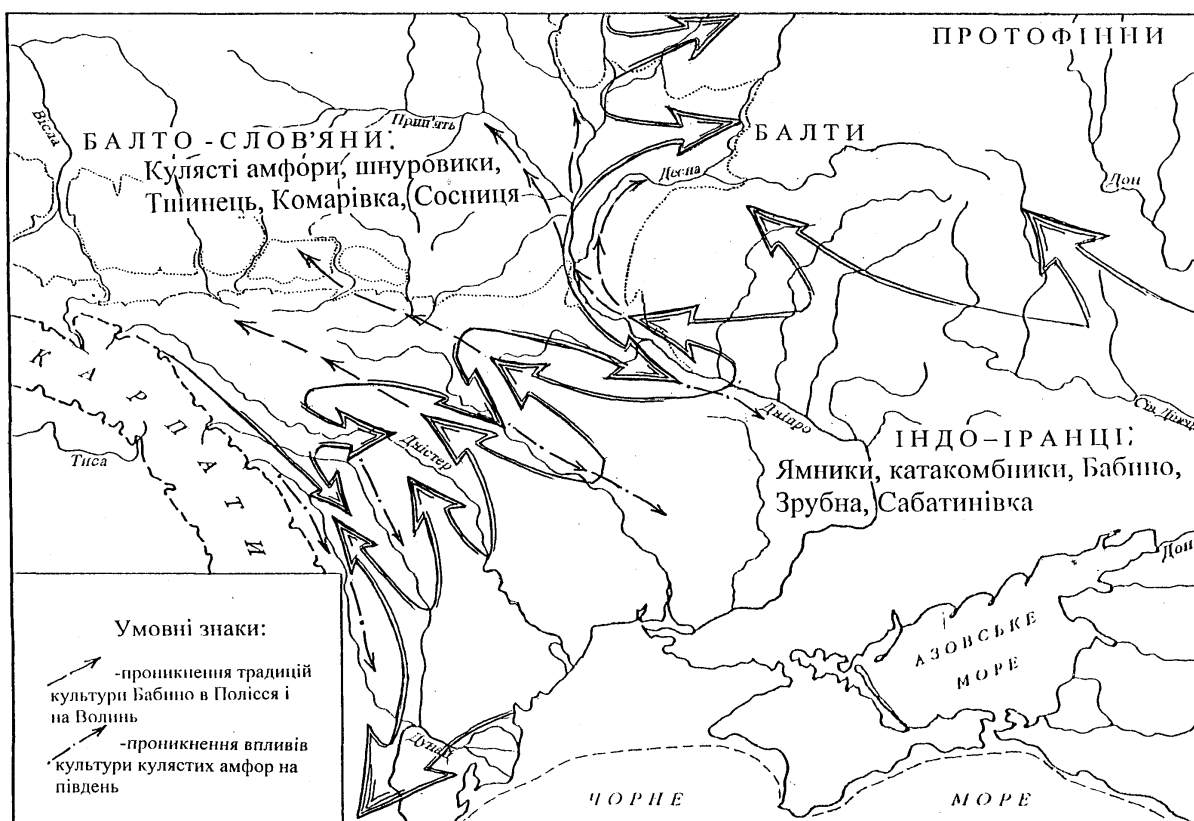 ПРОТОФІННИ
Вісла
Прип'ять
БАЛТО-СЛОВ'ЯНИ:
Кулясті амфори, шнуровики,
Тшинець, Комарівка, Сосниця
БАЛТИ
Десна
Дон
КАРПАТИ
Тиса
Дністер
Дніпро
Сів. Донець
ІНДО-ІРАНЦІ:
Ямники, катакомбники, Бабино,
Зрубна, Сабатинівка
Дон
АЗОВСЬКЕ
МОРЕ
Дунай
ЧОРНЕ МОРЕ
Умовні знаки:
-проникнення традицій
культури Бабино в Полісся і
на Волинь
-проникнення впливів
культури кулястих амфор на
південь